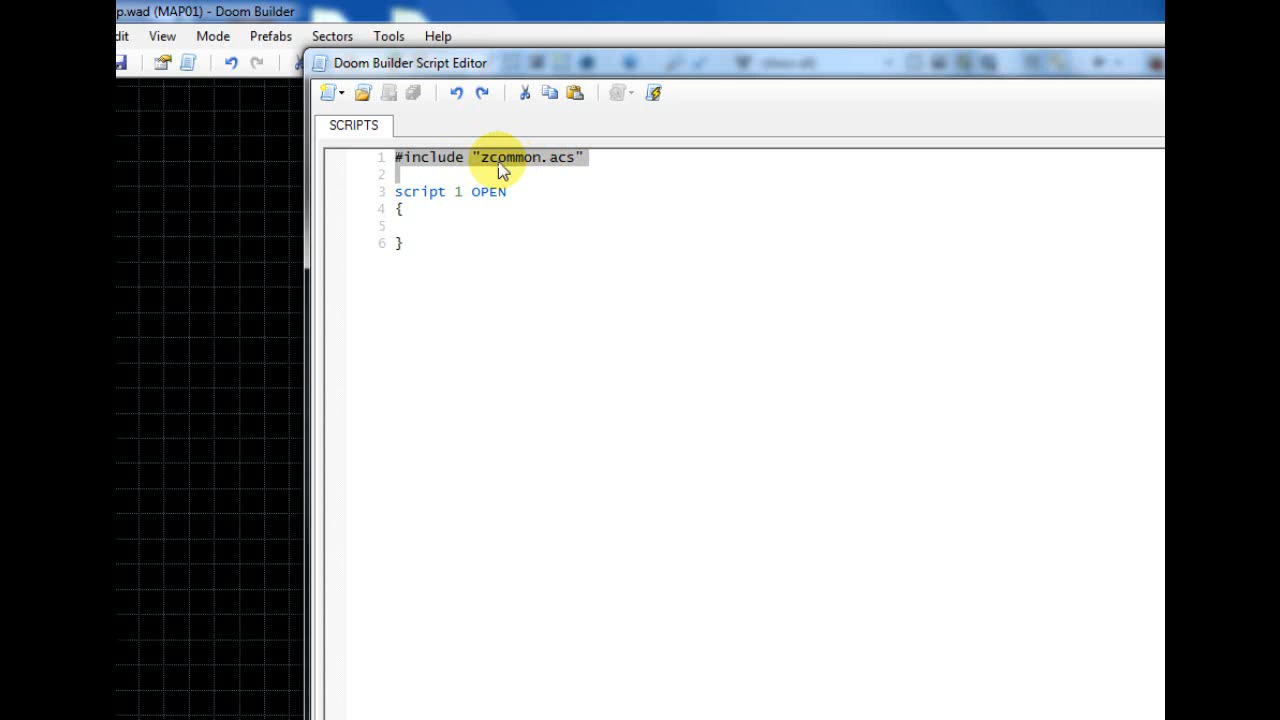 p.wad (MAP01) - Doom Builder
dit View Mode Prefabs Sectors Tools Help
Doom Builder Script Editor
SCRIPTS
1 #include "zcommon.acs"
2
3 script 1 OPEN
4 {
5
6 }